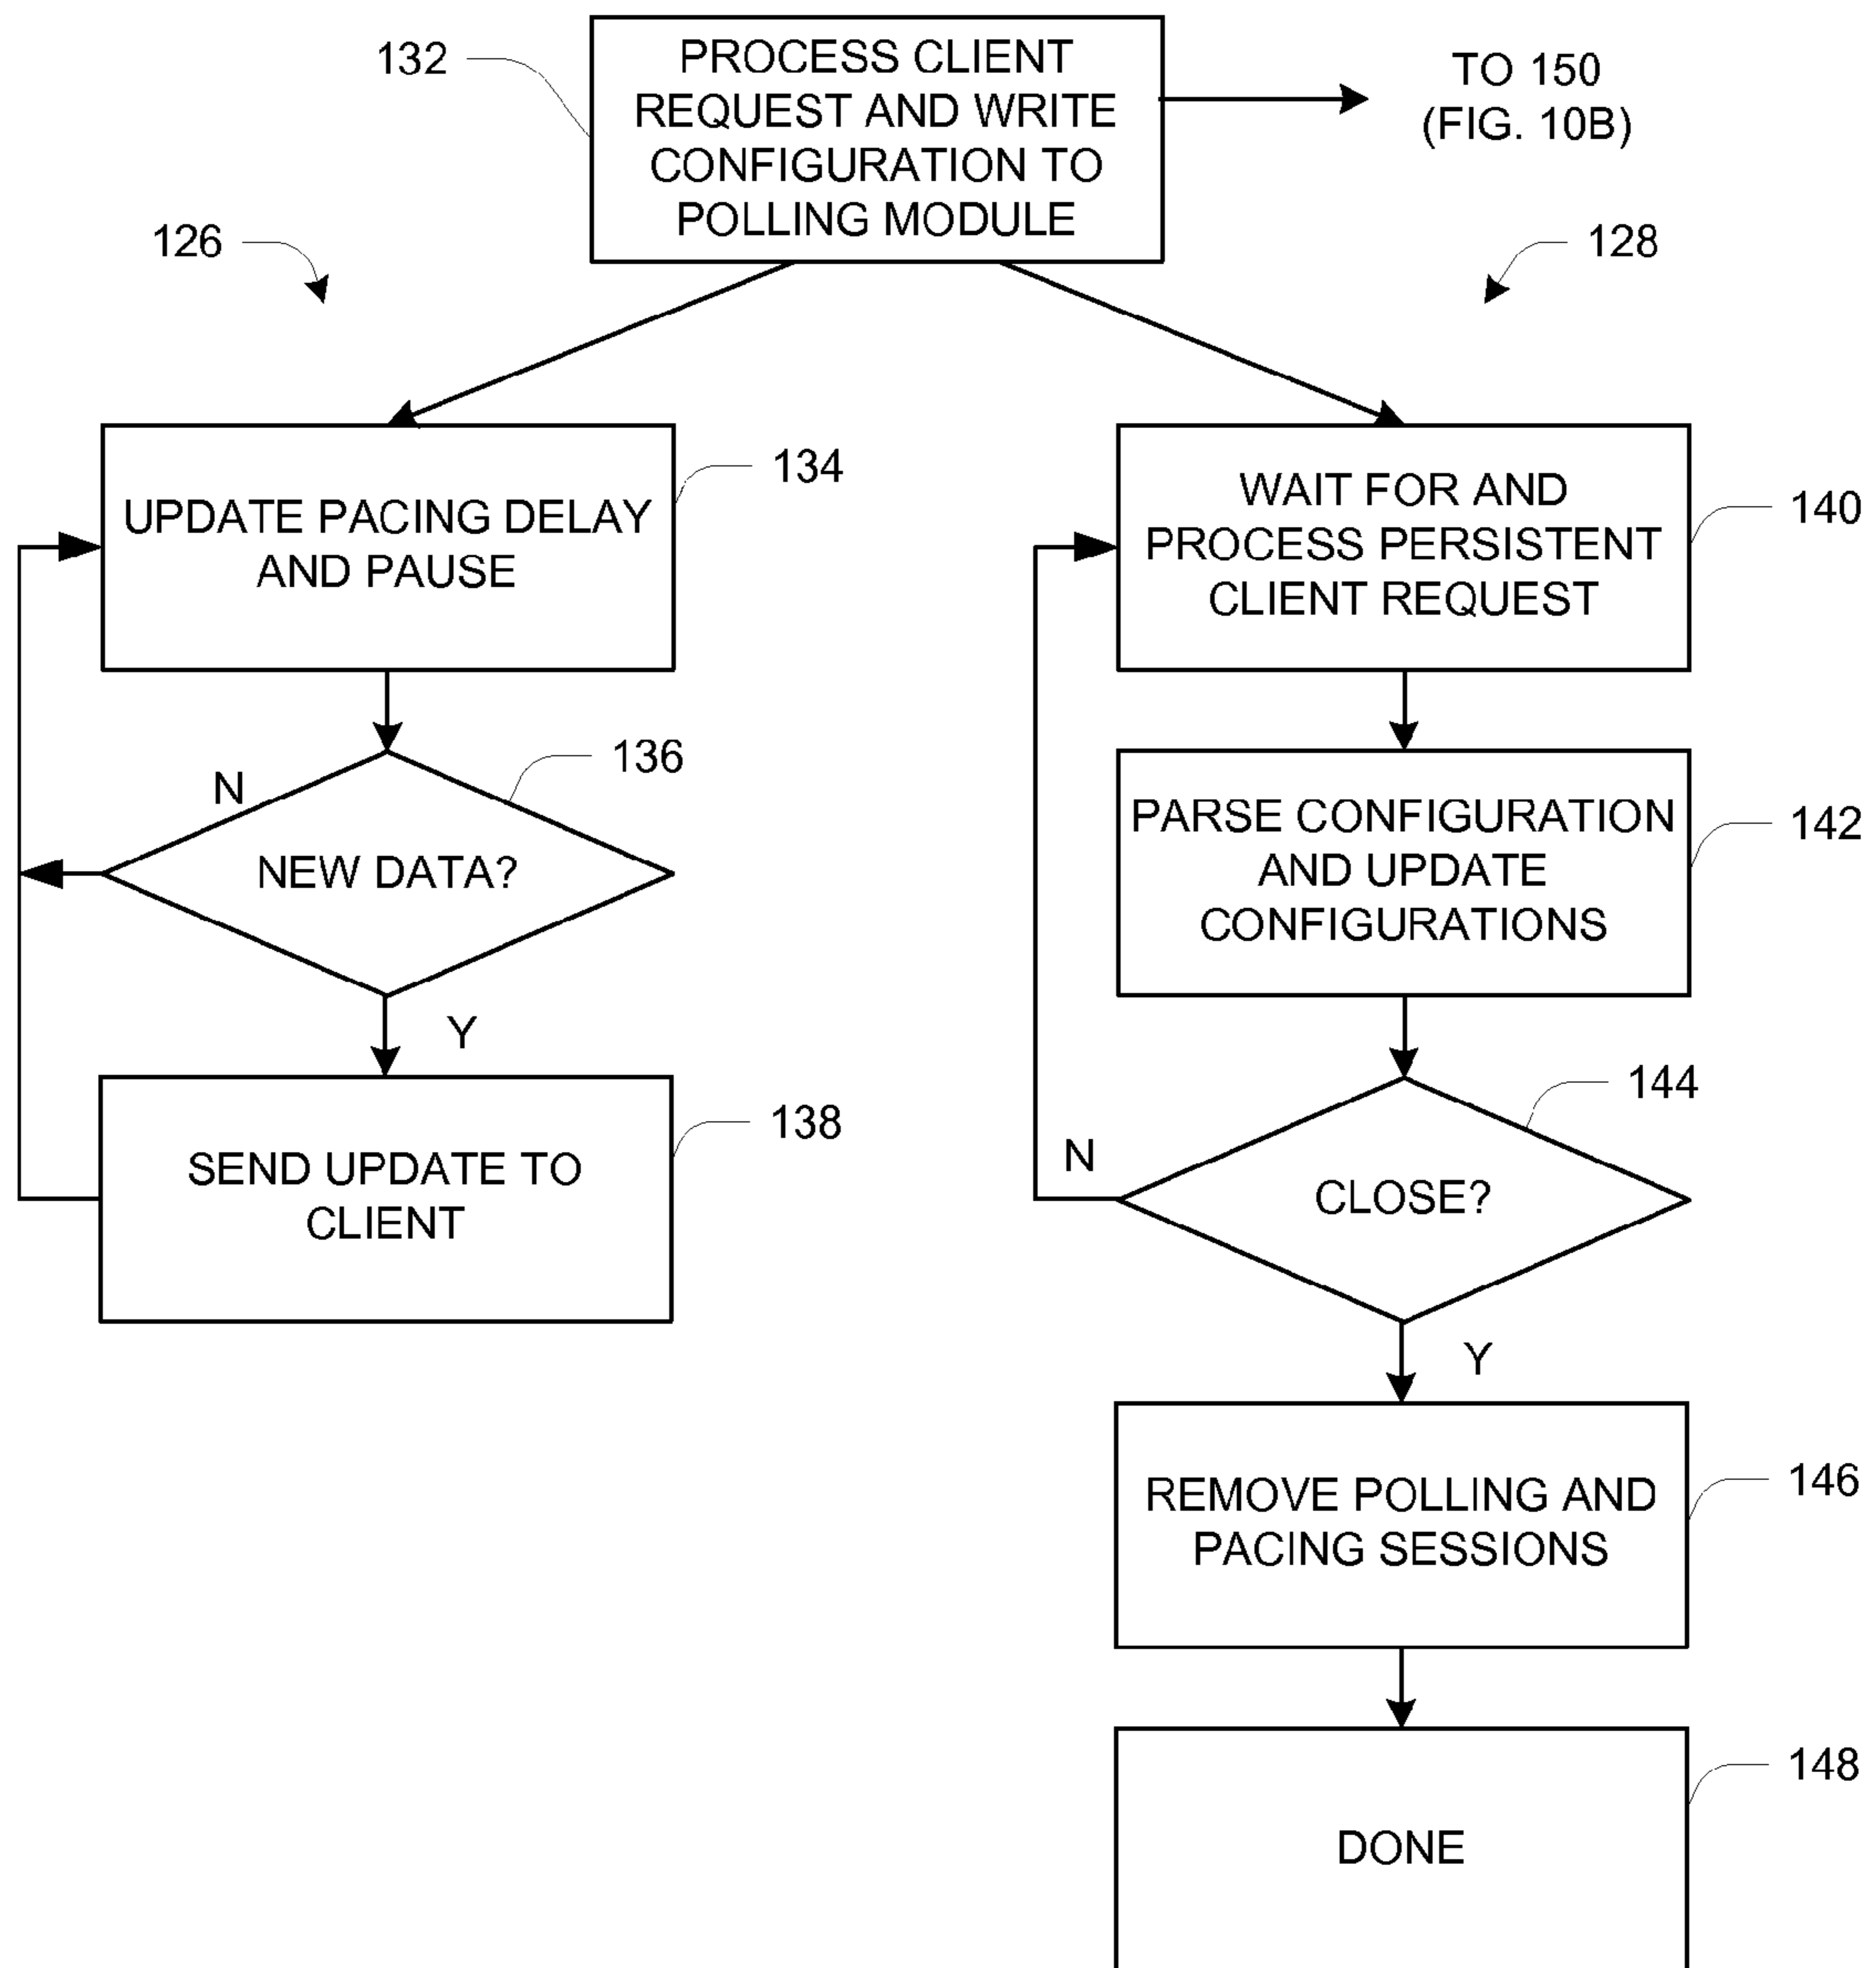 132
PROCESS CLIENT
REQUEST AND WRITE
CONFIGURATION TO
POLLING MODULE
TO 150
(FIG. 10B)
126
128
UPDATE PACING DELAY
AND PAUSE
134
WAIT FOR AND
PROCESS PERSISTENT
CLIENT REQUEST
140
N
136
NEW DATA?
Y
PARSE CONFIGURATION
AND UPDATE
CONFIGURATIONS
142
SEND UPDATE TO
CLIENT
138
144
N
CLOSE?
Y
REMOVE POLLING AND
PACING SESSIONS
146
DONE
148